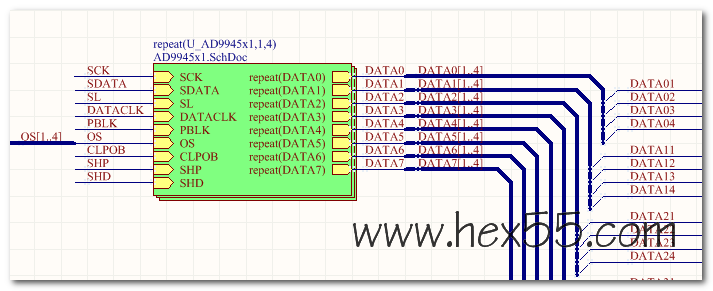 repeat(U_AD9945x1,1,4)
AD9945x1.SchDoc
SCK SCK repeat(DATA0) DATA0 DATA0[1..4]
SDATA SDATA repeat(DATA1) DATA1 DATA1[1..4] DATA01
SL SL repeat(DATA2) DATA2 DATA2[1..4] DATA02
DATACLK DATACLK repeat(DATA3) DATA3 DATA3[1..4] DATA03
PBLK PBLK repeat(DATA4) DATA4 DATA4[1..4] DATA04
OS[1..4] OS OS repeat(DATA5) DATA5 DATA5[1..4]
CLPOB CLPOB repeat(DATA6) DATA6 DATA6[1..4] DATA11
SHP SHP repeat(DATA7) DATA7 DATA7[1..4] DATA12
SHD SHD DATA13
DATA14
DATA21
DATA22
DATA23
DATA24
www.hex55.com